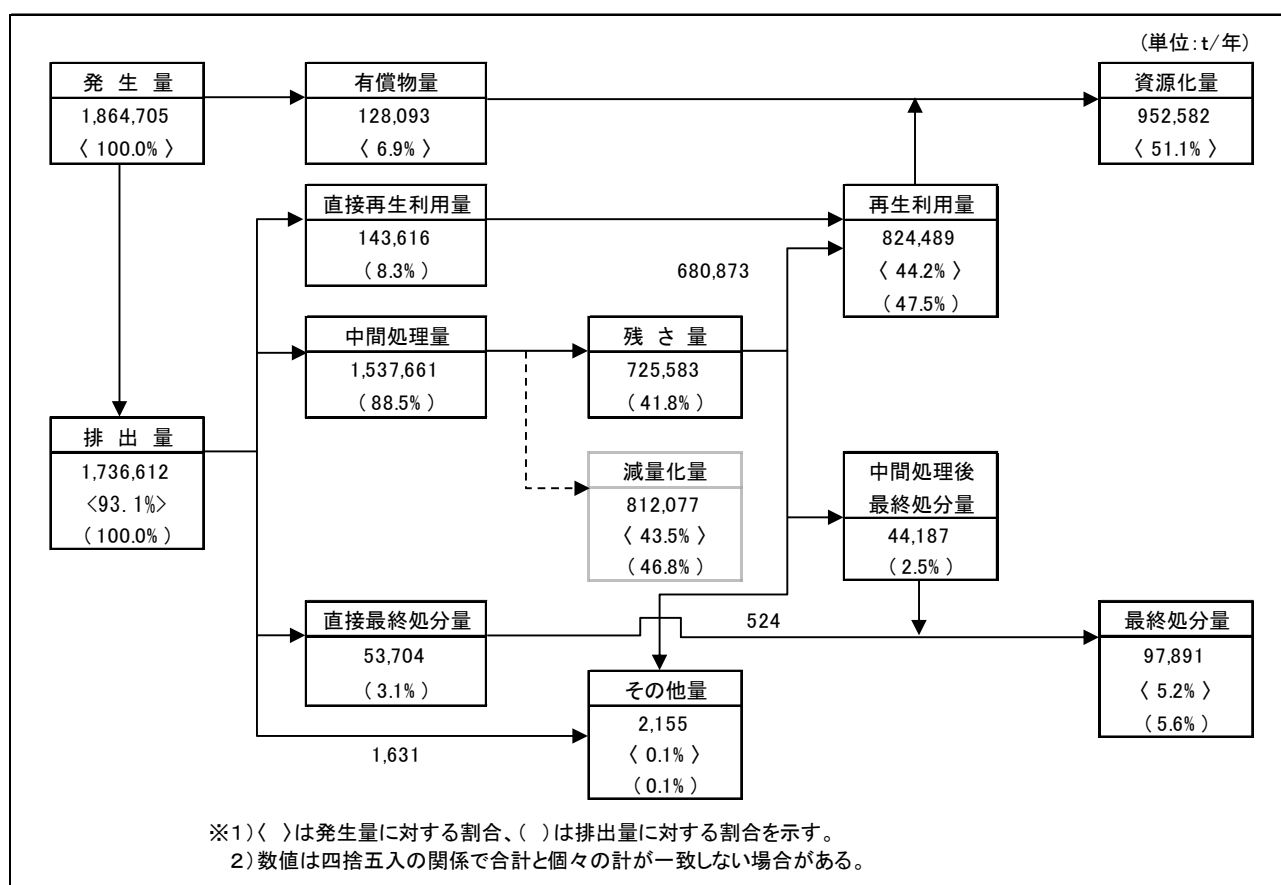 (単位:t/年)
発 生 量
1,864,705
〈 100.0% 〉
有償物量
128,093
〈 6.9% 〉
資源化量
952,582
〈 51.1% 〉
直接再生利用量
143,616
( 8.3% )
再生利用量
824,489
〈 44.2% 〉
( 47.5% )
680,873
中間処理量
1,537,661
( 88.5% )
残 さ 量
725,583
( 41.8% )
排 出 量
1,736,612
<93.1%>
( 100.0% )
減量化量
812,077
〈 43.5% 〉
( 46.8% )
中間処理後
最終処分量
44,187
( 2.5% )
直接最終処分量
53,704
( 3.1% )
524
最終処分量
97,891
〈 5.2% 〉
( 5.6% )
その他量
2,155
〈 0.1% 〉
( 0.1% )
1,631
※1)〈 〉は発生量に対する割合、( )は排出量に対する割合を示す。
2)数値は四捨五入の関係で合計と個々の計が一致しない場合がある。